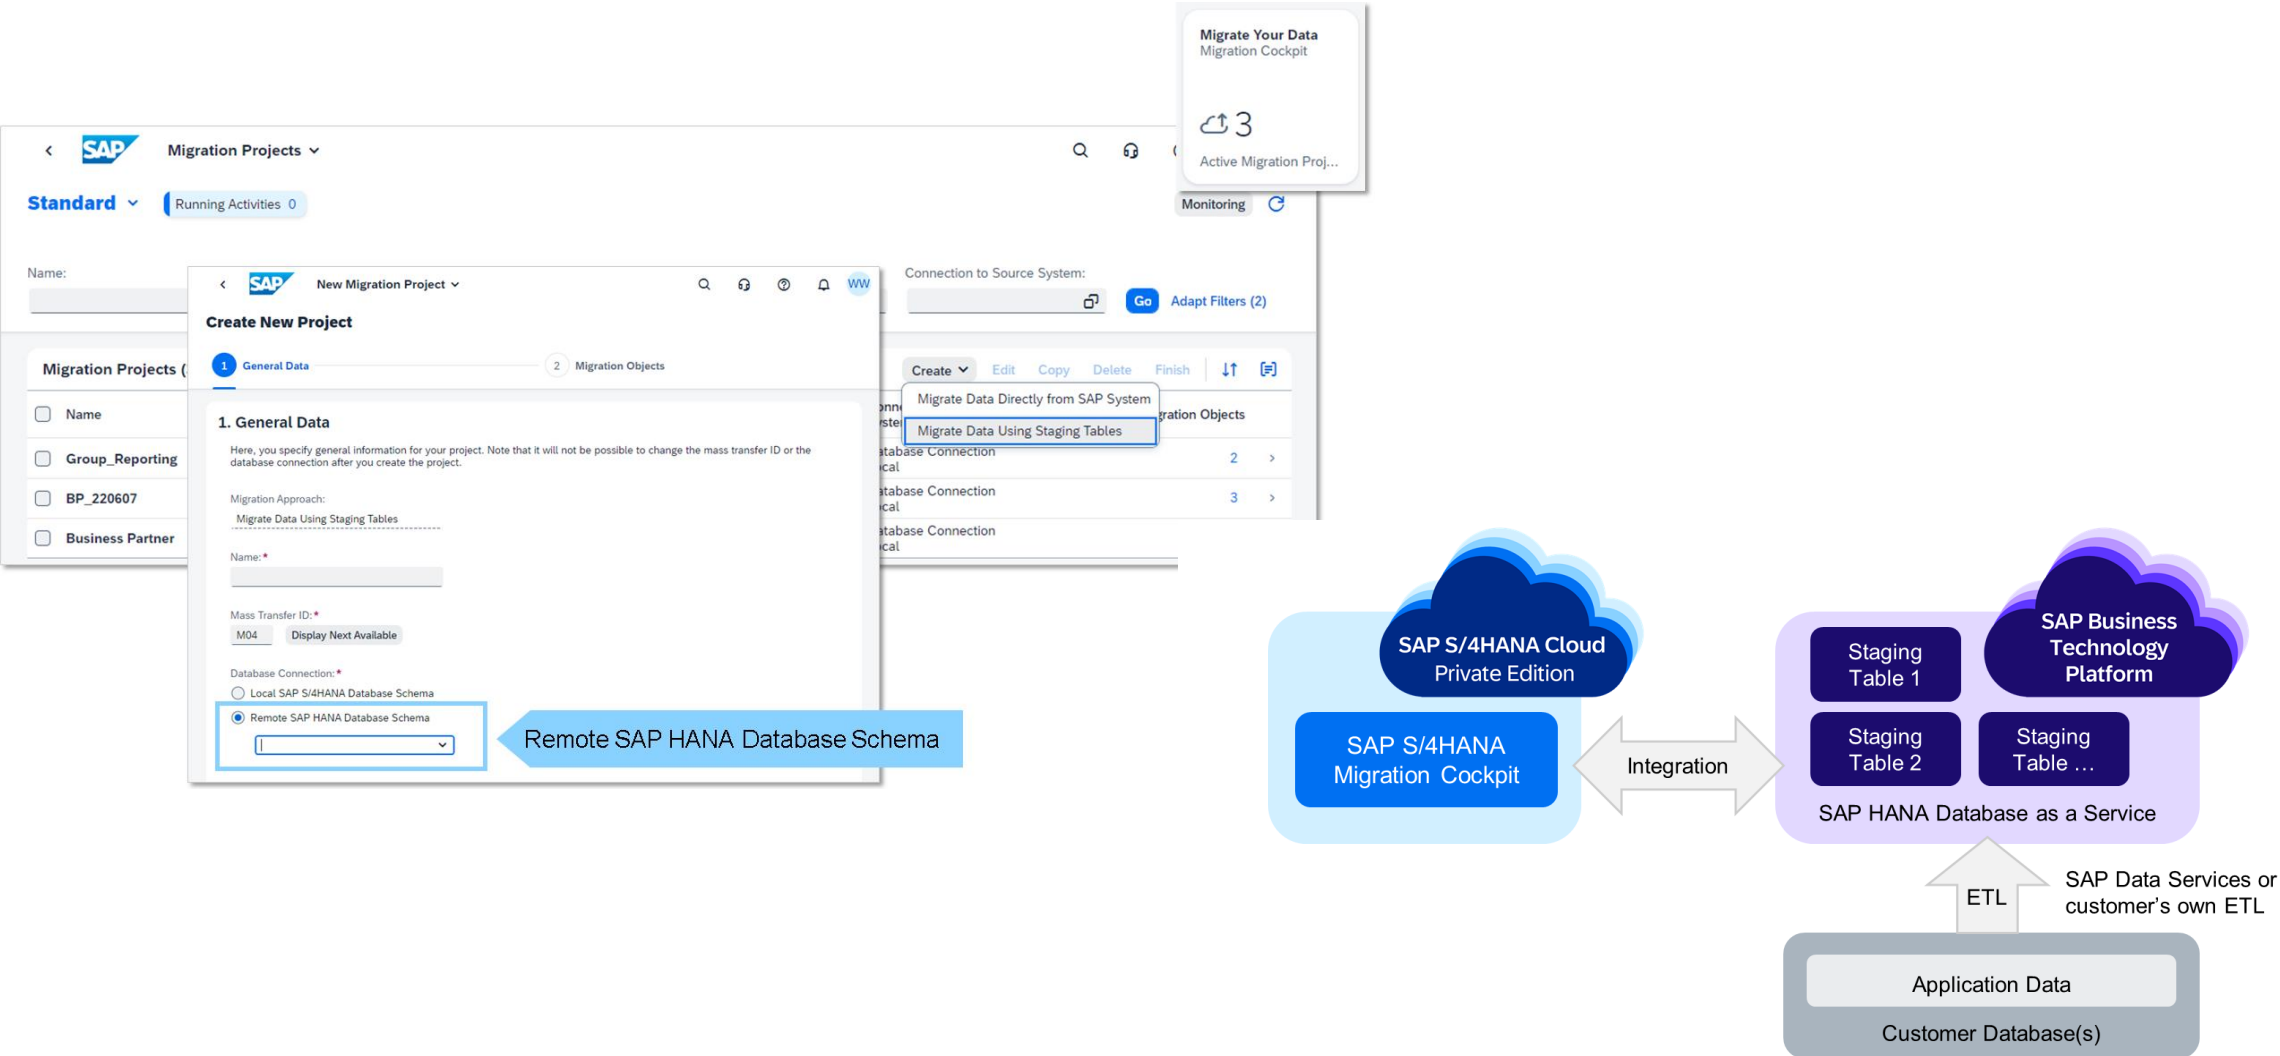 Migrate Your Data
Migration Cockpit
3
Active Migration Proj...
SAP
Migration Projects
Standard
Running Activities 0
Monitoring
Name:
Connection to Source System:
Go
Adapt Filters (2)
Migration Projects (
Create
Edit
Copy
Delete
Finish
Migrate Data Directly from SAP System
Migrate Data Using Staging Tables
Name
gration Objects
Group_Reporting
atabase Connection
cal
2
BP_220607
atabase Connection
cal
3
Business Partner
atabase Connection
cal
SAP
New Migration Project
WW
Create New Project
1 General Data
2 Migration Objects
1. General Data
Here, you specify general information for your project. Note that it will not be possible to change the mass transfer ID or the
database connection after you create the project.
Migration Approach:
Migrate Data Using Staging Tables
Name:*
Mass Transfer ID:*
M04
Display Next Available
Database Connection:*
Local SAP S/4HANA Database Schema
Remote SAP HANA Database Schema
Remote SAP HANA Database Schema
SAP S/4HANA Cloud
Private Edition
SAP S/4HANA
Migration Cockpit
Integration
SAP Business
Technology
Platform
Staging
Table 1
Staging
Table 2
Staging
Table …
SAP HANA Database as a Service
ETL
SAP Data Services or
customer’s own ETL
Application Data
Customer Database(s)